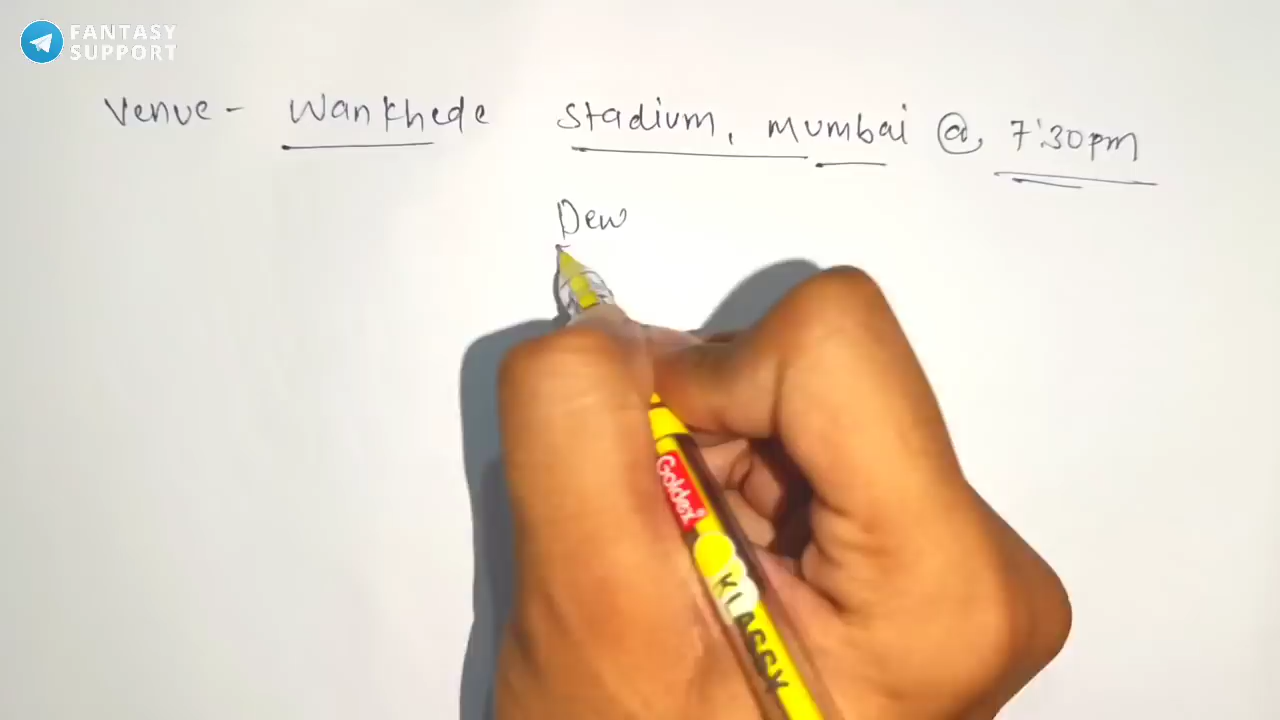 FANTASY
SUPPORT
Venue - Wankhede Stadium, Mumbai @ 7:30pm
Dew
Goldex
KLASSY